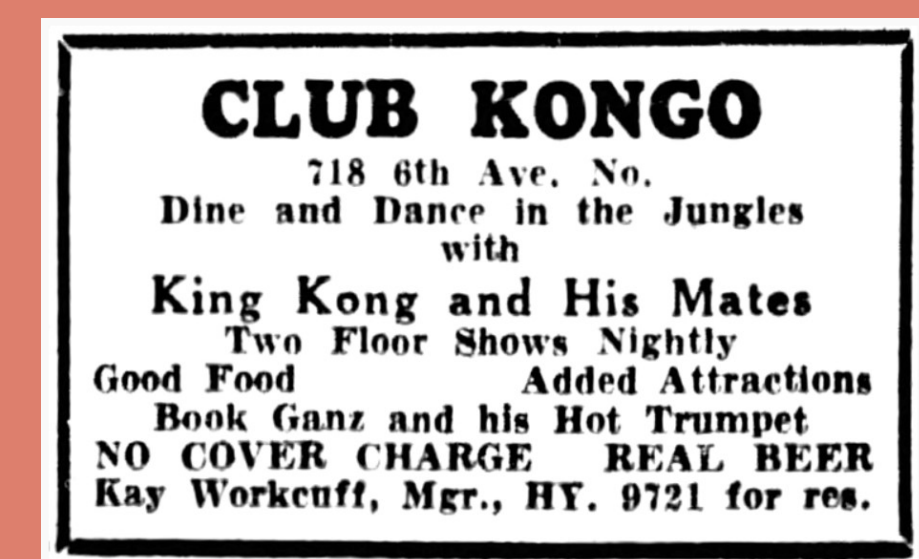 CLUB KONGO
718 6th Ave. No.
Dine and Dance in the Jungles
with
King Kong and His Mates
Two Floor Shows Nightly
Good Food Added Attractions
Book Ganz and his Hot Trumpet
NO COVER CHARGE REAL BEER
Kay Workcuff, Mgr., HY. 9721 for res.